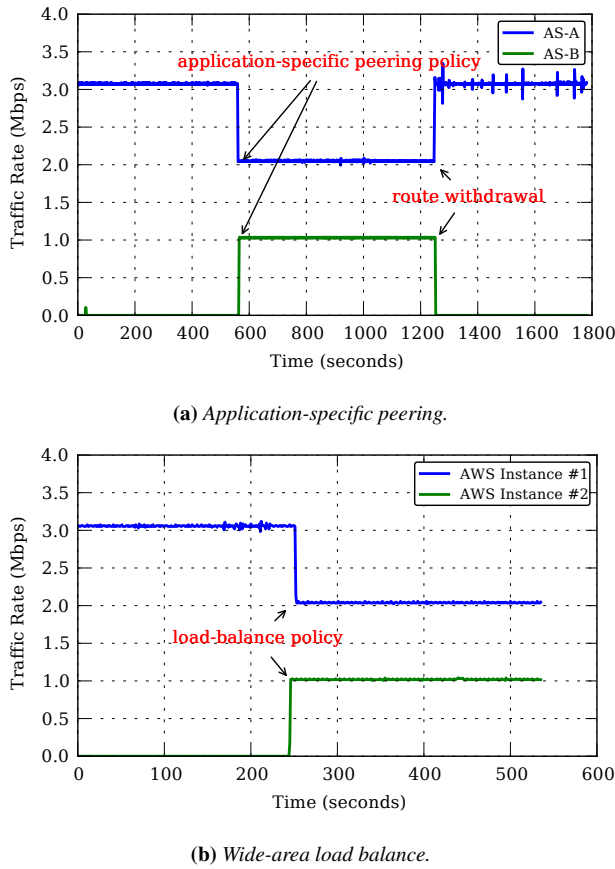 4.0
3.5
3.0
2.5
2.0
1.5
1.0
0.5
0.0
Traffic Rate (Mbps)
AS-A
AS-B
application-specific peering policy
route withdrawal
0 200 400 600 800 1000 1200 1400 1600 1800
Time (seconds)
(a) Application-specific peering.
4.0
3.5
3.0
2.5
2.0
1.5
1.0
0.5
0.0
Traffic Rate (Mbps)
AWS Instance #1
AWS Instance #2
load-balance policy
0 100 200 300 400 500 600
Time (seconds)
(b) Wide-area load balance.